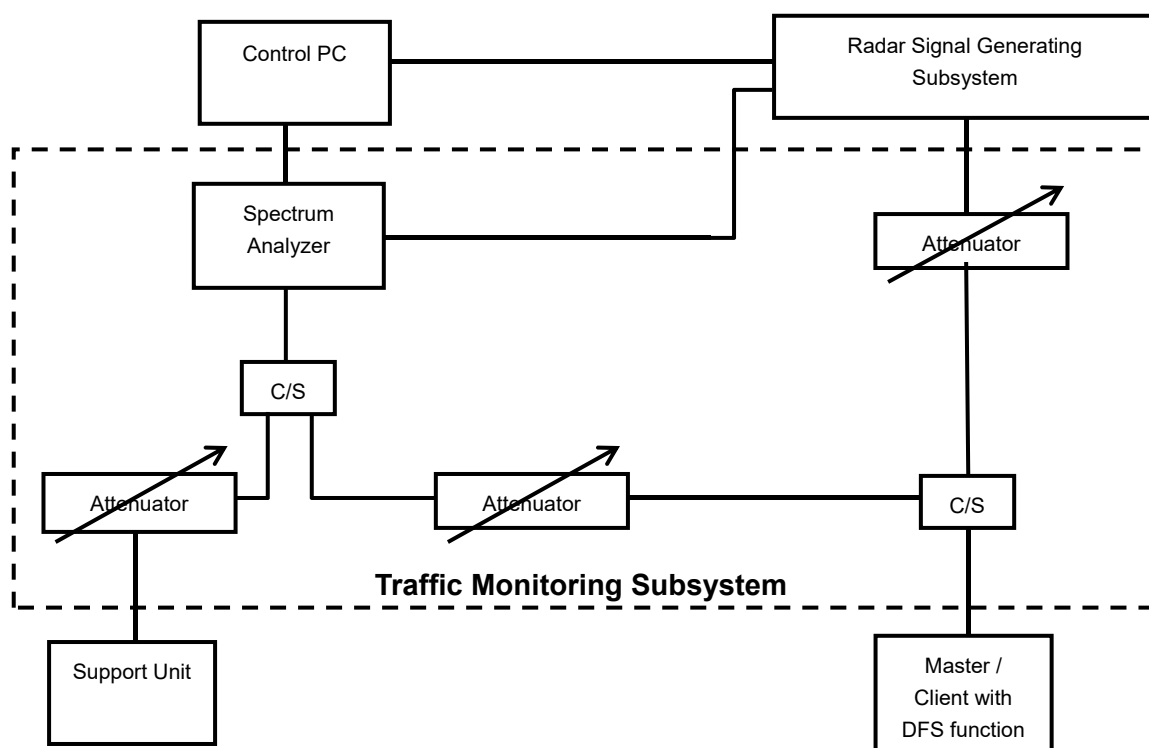 Control PC
Radar Signal Generating
Subsystem
Spectrum
Analyzer
Attenuator
C/S
Attenuator
Attenuator
C/S
Traffic Monitoring Subsystem
Support Unit
Master /
Client with
DFS function